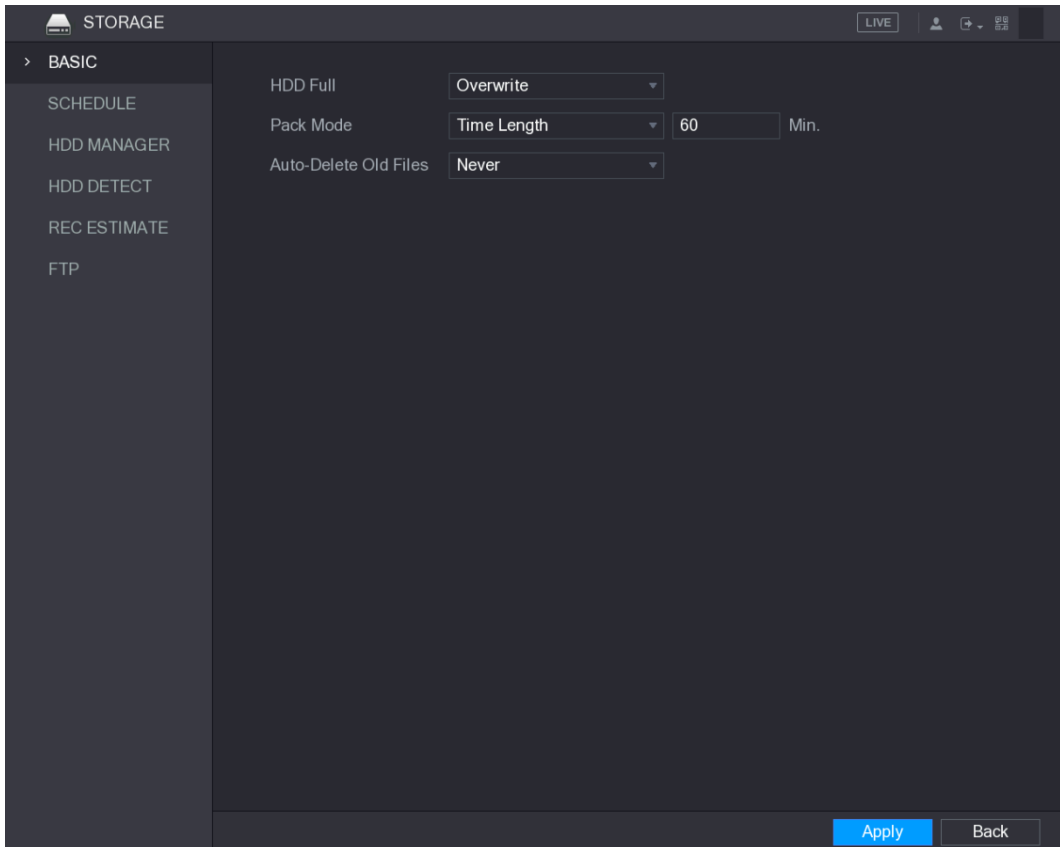 STORAGE
LIVE
BASIC
SCHEDULE
HDD MANAGER
HDD DETECT
REC ESTIMATE
FTP
HDD Full Overwrite
Pack Mode Time Length 60 Min.
Auto-Delete Old Files Never
Apply Back